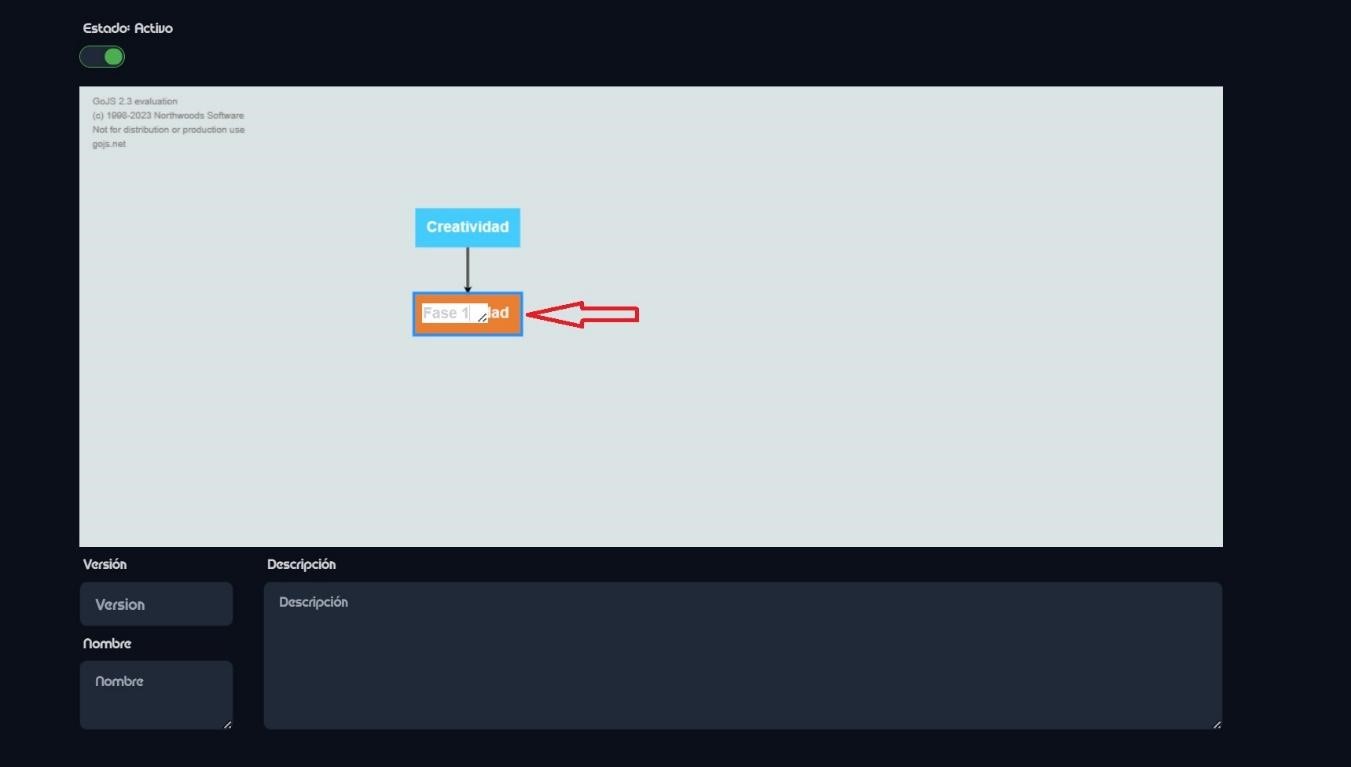 Estado: Activo
GoJS 2.3 evaluation
(c) 1998-2023 Northwoods Software
Not for distribution or production use
gojs.net
Creatividad
Fase 1 dad
Versión
Descripción
Version
Descripción
Nombre
Nombre